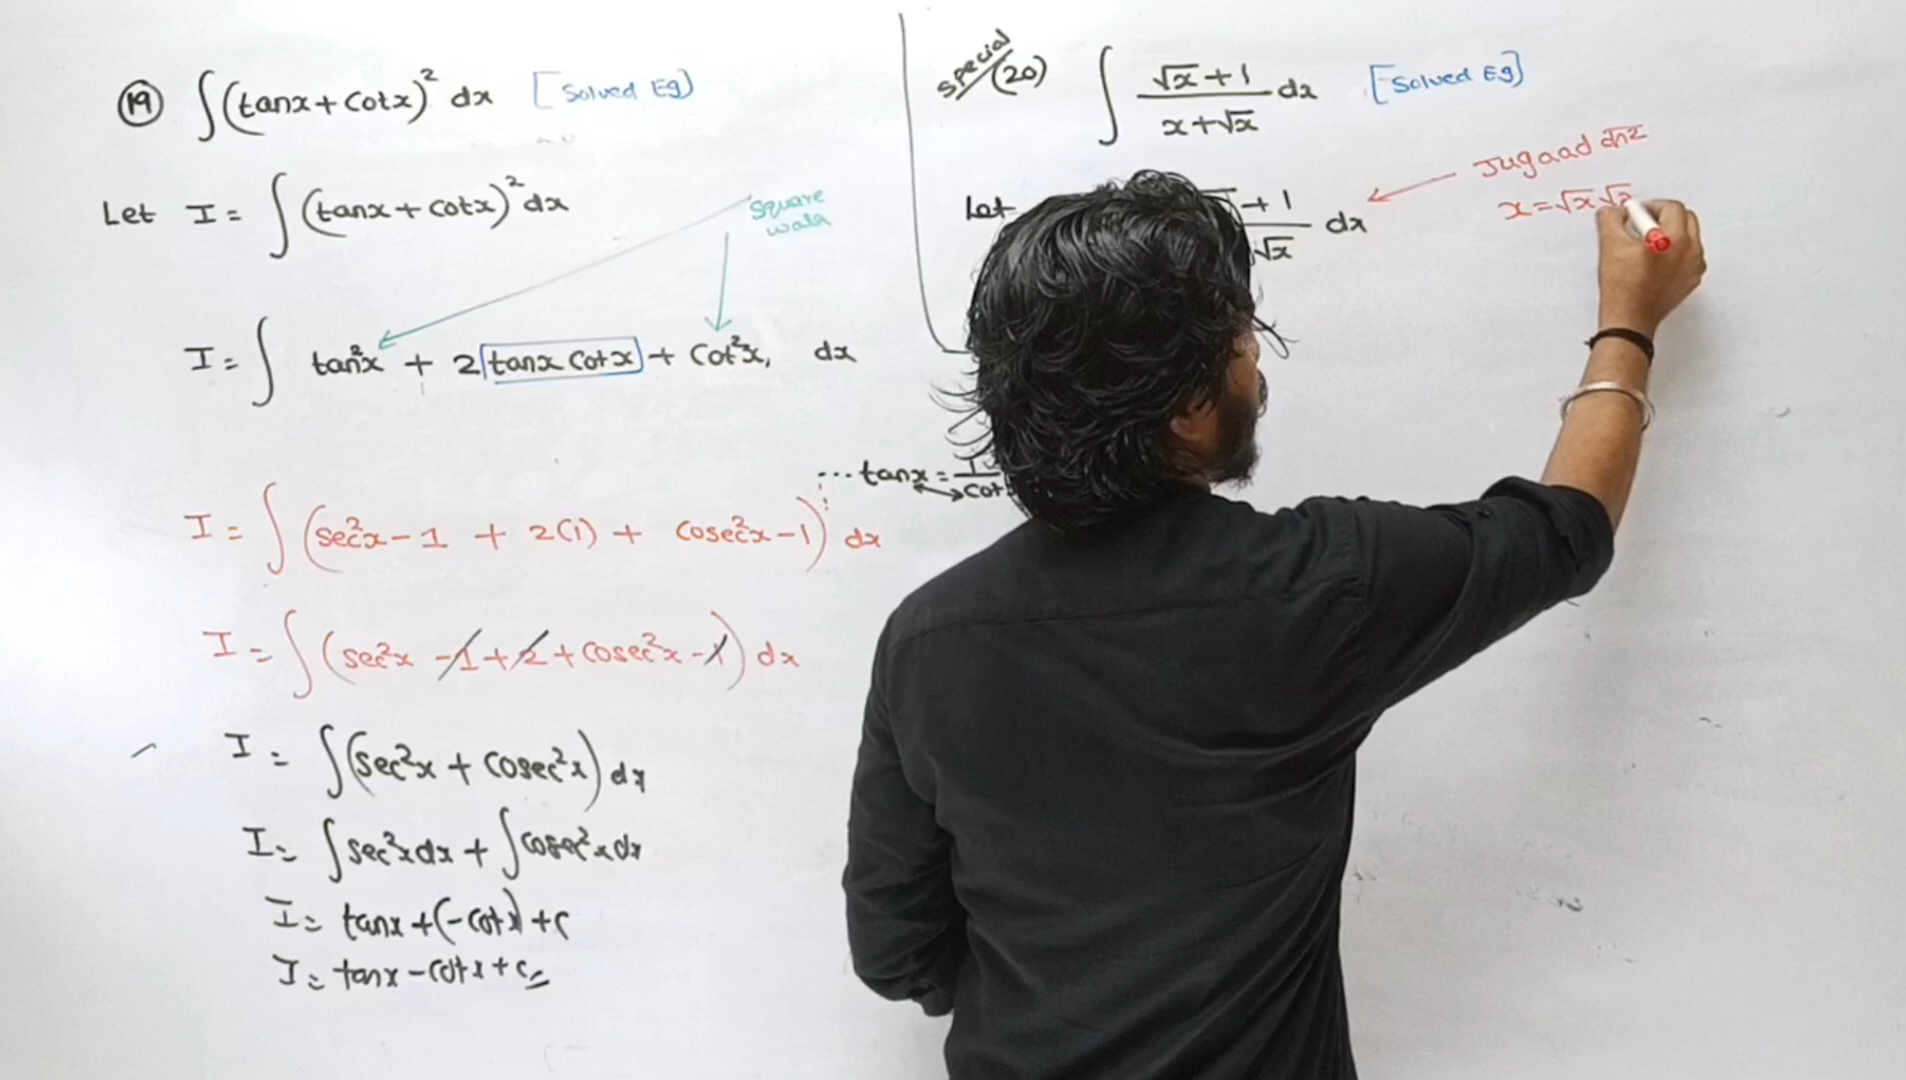 (19) ∫(tanx+cotx)² dx [Solved Eg]
Let I = ∫(tanx+cotx)² dx
Square
wala
I = ∫ tan²x + 2 tanx cotx + cot²x, dx
... tanx = 1/cot
I = ∫(sec²x - 1 + 2(1) + cosec²x - 1) dx
I = ∫(sec²x - 1 + 2 + cosec²x - 1) dx
I = ∫(sec²x + cosec²x) dx
I = ∫sec²x dx + ∫cosec²x dx
I = tanx + (-cotx) + c
I = tanx - cotx + c
Special
(20) ∫ (√x+1)/(x+√x) dx [Solved Eg]
Let +1 / √x dx
Jugaad
x = √x √x